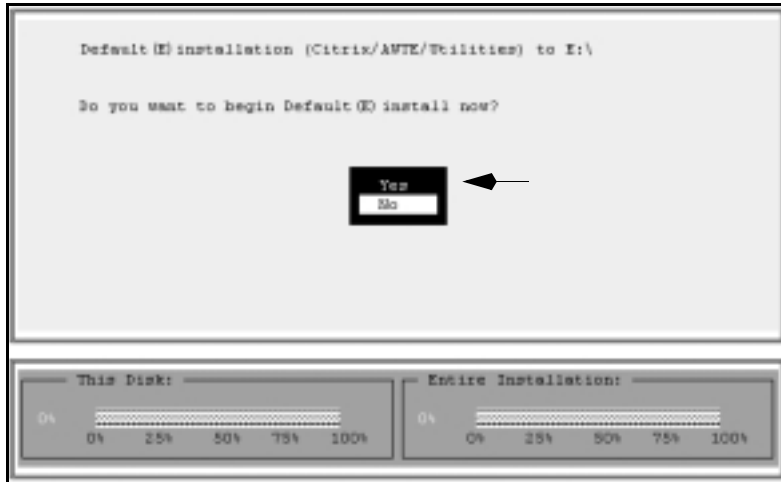 Default(E) installation (Citrix/AWTE/Utilities) to E:\
Do you want to begin Default(E) install now?
Yes
No
This Disk:
0%
0% 25% 50% 75% 100%
Entire Installation:
0%
0% 25% 50% 75% 100%